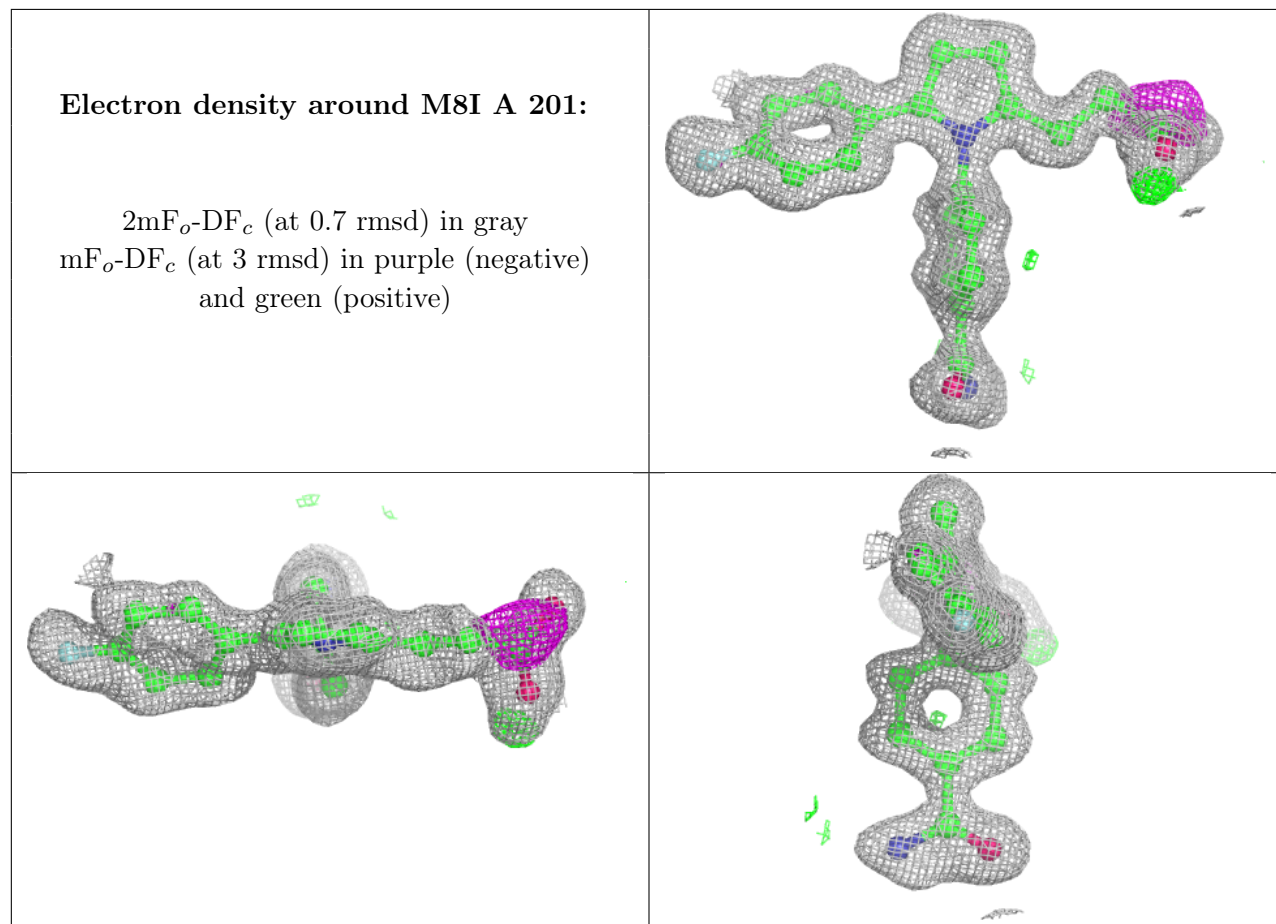 Electron density around M8I A 201:
2mFo-DFc (at 0.7 rmsd) in gray
mFo-DFc (at 3 rmsd) in purple (negative)
and green (positive)